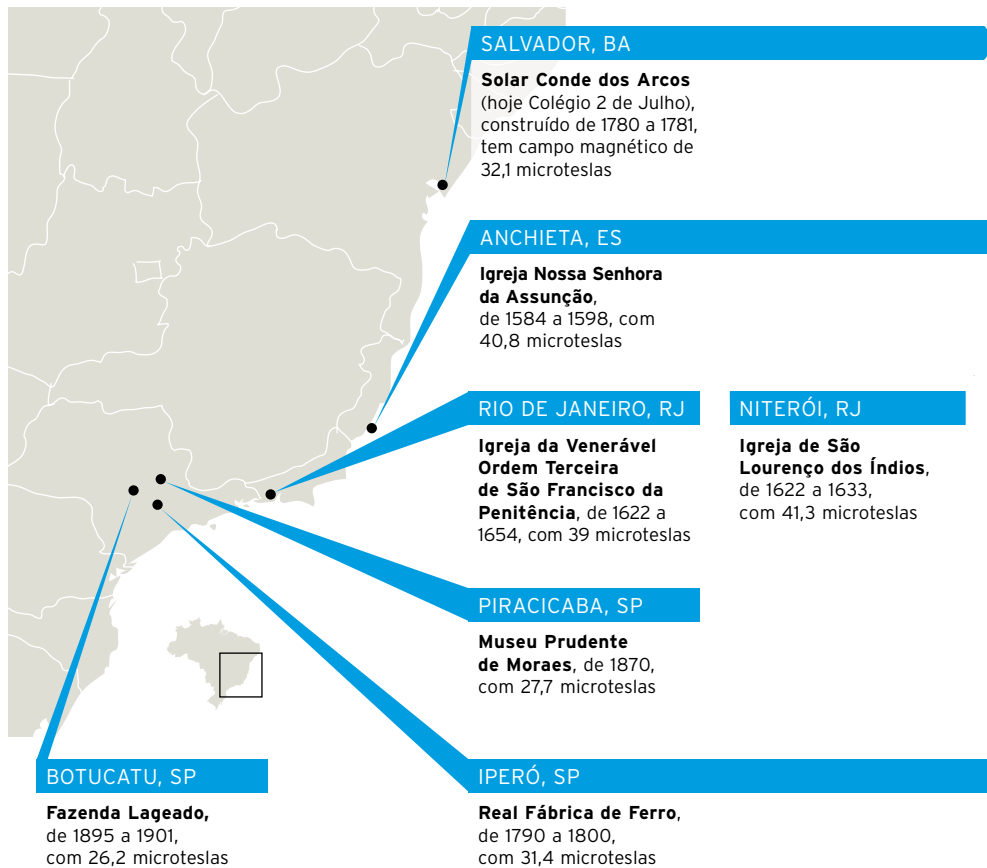 SALVADOR, BA
Solar Conde dos Arcos
(hoje Colégio 2 de Julho),
construído de 1780 a 1781,
tem campo magnético de
32,1 microteslas
ANCHIETA, ES
Igreja Nossa Senhora
da Assunção,
de 1584 a 1598, com
40,8 microteslas
RIO DE JANEIRO, RJ
Igreja da Venerável
Ordem Terceira
de São Francisco da
Penitência, de 1622 a
1654, com 39 microteslas
NITERÓI, RJ
Igreja de São
Lourenço dos Índios,
de 1622 a 1633,
com 41,3 microteslas
PIRACICABA, SP
Museu Prudente
de Moraes, de 1870,
com 27,7 microteslas
BOTUCATU, SP
Fazenda Lageado,
de 1895 a 1901,
com 26,2 microteslas
IPERÓ, SP
Real Fábrica de Ferro,
de 1790 a 1800,
com 31,4 microteslas